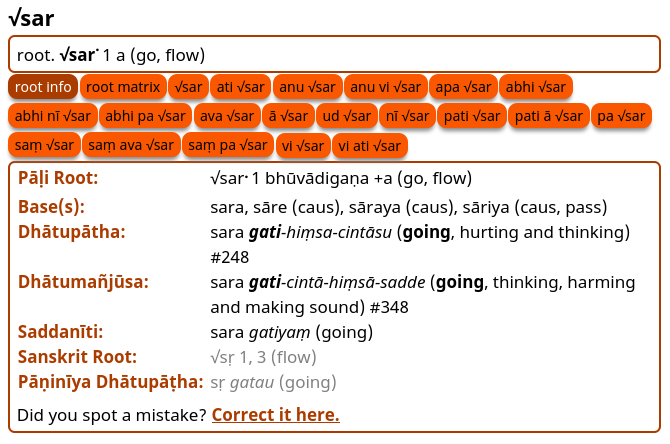 √sar
root. √sar· 1 a (go, flow)
root info root matrix √sar ati √sar anu √sar anu vi √sar apa √sar abhi √sar
abhi nī √sar abhi pa √sar ava √sar ā √sar ud √sar nī √sar pati √sar pati ā √sar pa √sar
saṃ √sar saṃ ava √sar saṃ pa √sar vi √sar vi ati √sar
Pāḷi Root: √sar· 1 bhūvādigaṇa +a (go, flow)
Base(s): sara, sāre (caus), sāraya (caus), sāriya (caus, pass)
Dhātupātha: sara gati-hiṃsa-cintāsu (going, hurting and thinking)
#248
Dhātumañjūsa: sara gati-cintā-hiṃsā-sadde (going, thinking, harming
and making sound) #348
Saddanīti: sara gatiyaṃ (going)
Sanskrit Root: √sṛ 1, 3 (flow)
Pāṇinīya Dhātupāṭha: sṛ gatau (going)
Did you spot a mistake? Correct it here.